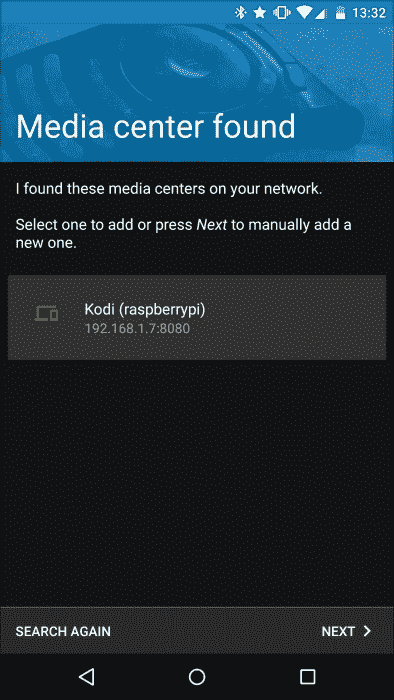 13:32
Media center found
I found these media centers on your network.
Select one to add or press Next to manually add a
new one.
Kodi (raspberrypi)
192.168.1.7:8080
SEARCH AGAIN
NEXT